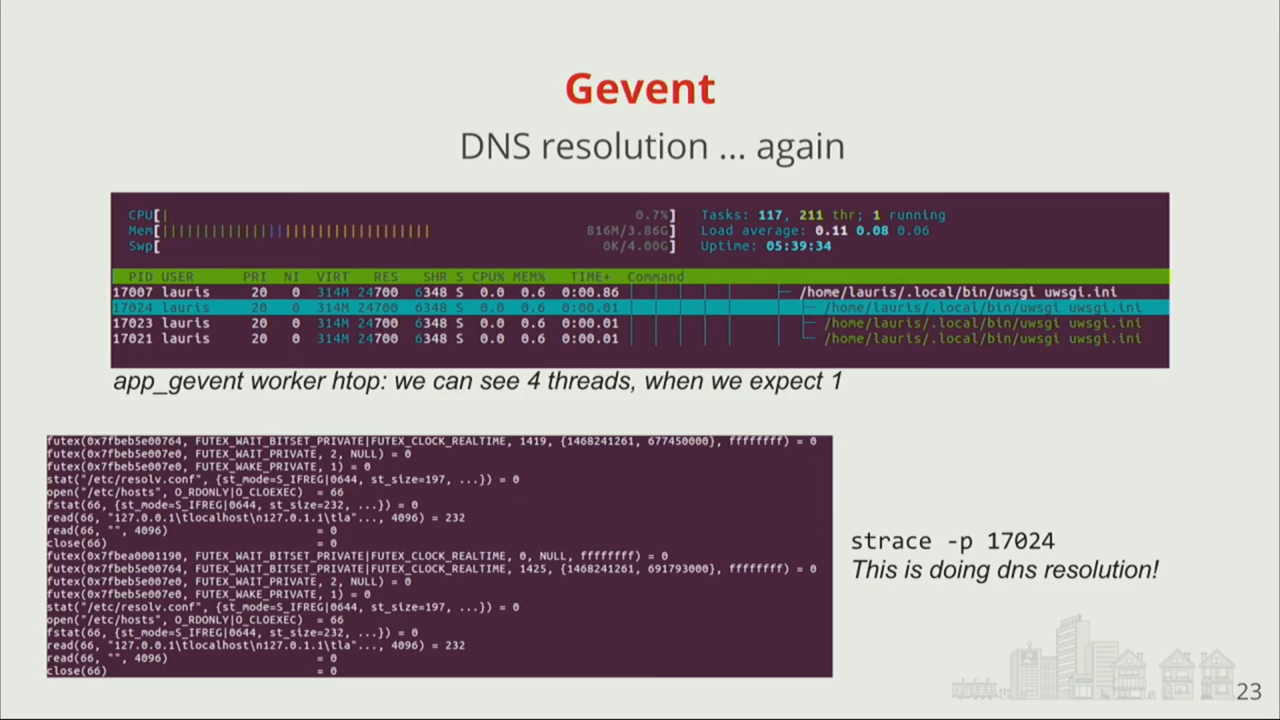 Gevent
DNS resolution ... again
CPU[| 0.7%] Tasks: 117, 211 thr; 1 running
Mem[|||||||||||||||||||||||||||||||||| 816M/3.86G] Load average: 0.11 0.08 0.06
Swp[ 0K/4.00G] Uptime: 05:39:34
PID USER PRI NI VIRT RES SHR S CPU% MEM% TIME+ Command
17007 lauris 20 0 314M 24700 6348 S 0.0 0.6 0:00.86 /home/lauris/.local/bin/uwsgi uwsgi.ini
17024 lauris 20 0 314M 24700 6348 S 0.0 0.6 0:00.01 /home/lauris/.local/bin/uwsgi uwsgi.ini
17023 lauris 20 0 314M 24700 6348 S 0.0 0.6 0:00.01 /home/lauris/.local/bin/uwsgi uwsgi.ini
17021 lauris 20 0 314M 24700 6348 S 0.0 0.6 0:00.01 /home/lauris/.local/bin/uwsgi uwsgi.ini
app_gevent worker htop: we can see 4 threads, when we expect 1
futex(0x7fbeb5e00764, FUTEX_WAIT_BITSET_PRIVATE|FUTEX_CLOCK_REALTIME, 1419, {1468241261, 677450000}, ffffffff) = 0
futex(0x7fbeb5e007e0, FUTEX_WAIT_PRIVATE, 2, NULL) = 0
futex(0x7fbeb5e007e0, FUTEX_WAKE_PRIVATE, 1) = 0
stat("/etc/resolv.conf", {st_mode=S_IFREG|0644, st_size=197, ...}) = 0
open("/etc/hosts", O_RDONLY|O_CLOEXEC) = 66
fstat(66, {st_mode=S_IFREG|0644, st_size=232, ...}) = 0
read(66, "127.0.0.1\tlocalhost\n127.0.1.1\tla"..., 4096) = 232
read(66, "", 4096) = 0
close(66) = 0
futex(0x7fbea0001190, FUTEX_WAIT_BITSET_PRIVATE|FUTEX_CLOCK_REALTIME, 0, NULL, ffffffff) = 0
futex(0x7fbeb5e00764, FUTEX_WAIT_BITSET_PRIVATE|FUTEX_CLOCK_REALTIME, 1425, {1468241261, 691793000}, ffffffff) = 0
futex(0x7fbeb5e007e0, FUTEX_WAIT_PRIVATE, 2, NULL) = 0
futex(0x7fbeb5e007e0, FUTEX_WAKE_PRIVATE, 1) = 0
stat("/etc/resolv.conf", {st_mode=S_IFREG|0644, st_size=197, ...}) = 0
open("/etc/hosts", O_RDONLY|O_CLOEXEC) = 66
fstat(66, {st_mode=S_IFREG|0644, st_size=232, ...}) = 0
read(66, "127.0.0.1\tlocalhost\n127.0.1.1\tla"..., 4096) = 232
read(66, "", 4096) = 0
close(66) = 0
strace -p 17024
This is doing dns resolution!
23